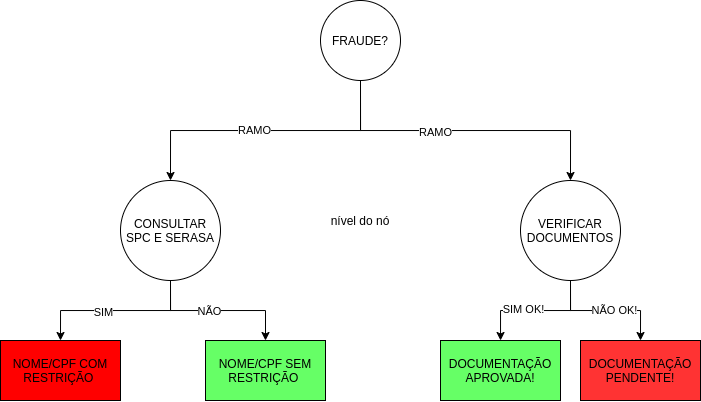 FRAUDE?
RAMO
RAMO
CONSULTAR
SPC E SERASA
nível do nó
VERIFICAR
DOCUMENTOS
SIM
NÃO
SIM OK!
NÃO OK!
NOME/CPF COM
RESTRIÇÃO
NOME/CPF SEM
RESTRIÇÃO
DOCUMENTAÇÃO
APROVADA!
DOCUMENTAÇÃO
PENDENTE!